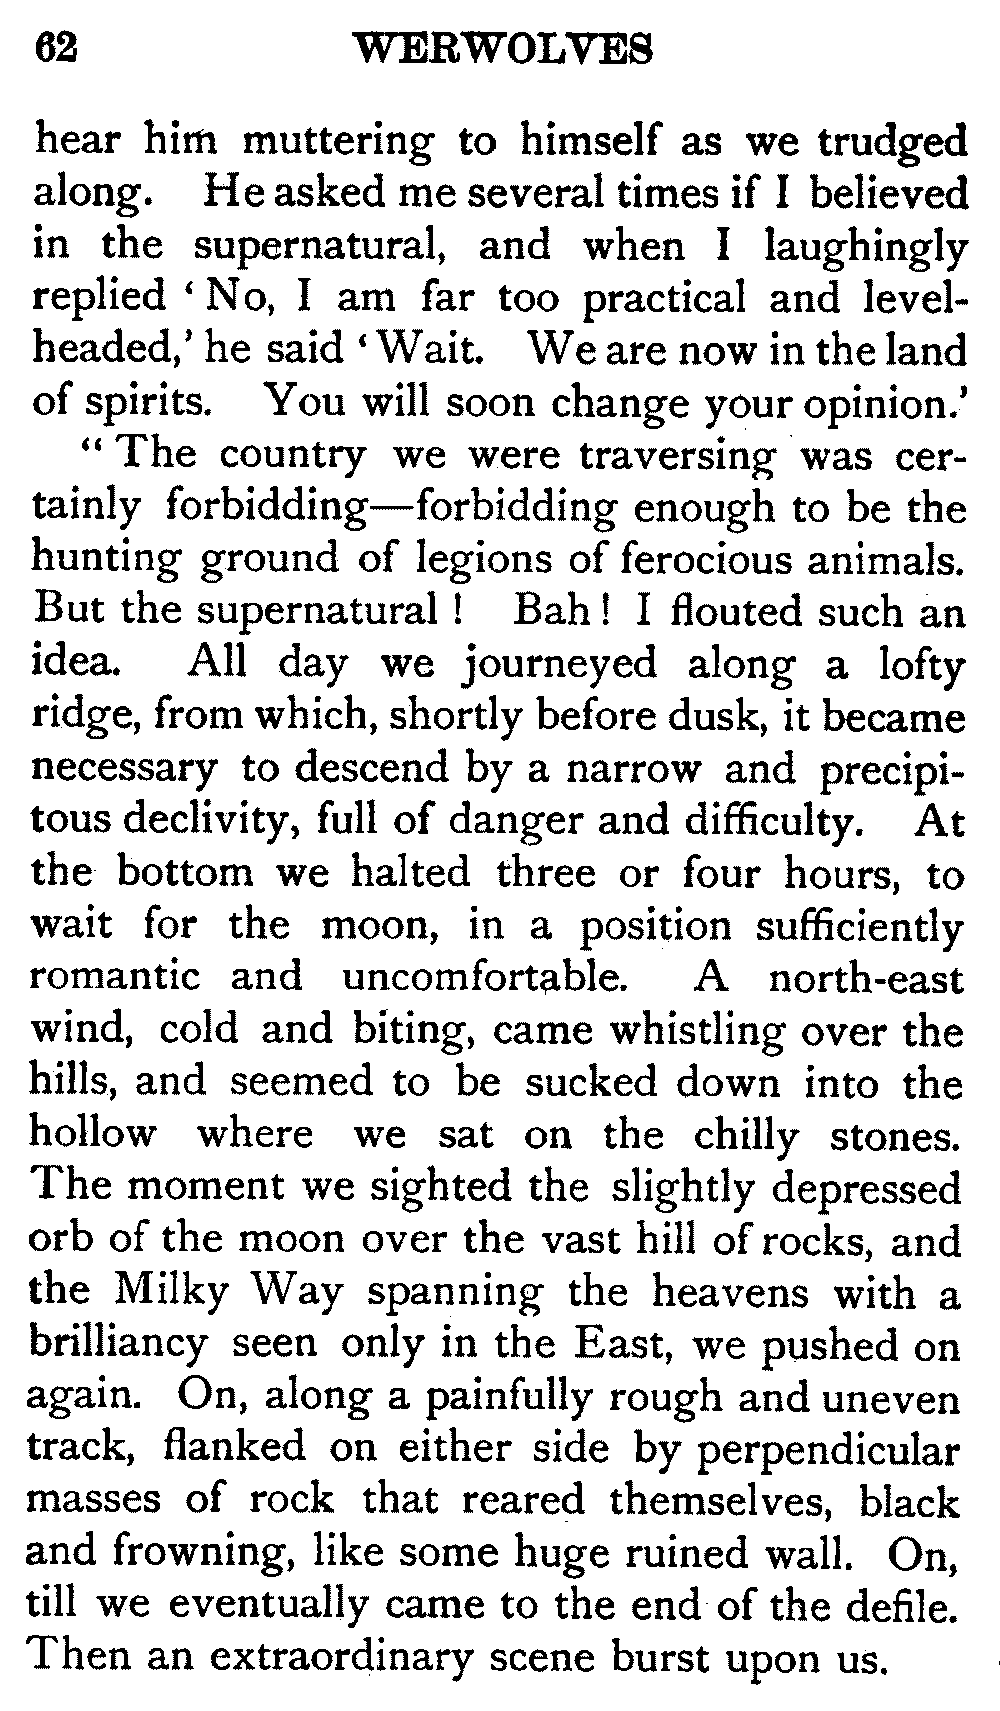 62 WERWOLVES
hear him muttering to himself as we trudged
along. He asked me several times if I believed
in the supernatural, and when I laughingly
replied ‘No, I am far too practical and level-
headed,’ he said ‘Wait. We are now in the land
of spirits. You will soon change your opinion.’
“The country we were traversing was cer-
tainly forbidding—forbidding enough to be the
hunting ground of legions of ferocious animals.
But the supernatural! Bah! I flouted such an
idea. All day we journeyed along a lofty
ridge, from which, shortly before dusk, it became
necessary to descend by a narrow and precipi-
tous declivity, full of danger and difficulty. At
the bottom we halted three or four hours, to
wait for the moon, in a position sufficiently
romantic and uncomfortable. A north-east
wind, cold and biting, came whistling over the
hills, and seemed to be sucked down into the
hollow where we sat on the chilly stones.
The moment we sighted the slightly depressed
orb of the moon over the vast hill of rocks, and
the Milky Way spanning the heavens with a
brilliancy seen only in the East, we pushed on
again. On, along a painfully rough and uneven
track, flanked on either side by perpendicular
masses of rock that reared themselves, black
and frowning, like some huge ruined wall. On,
till we eventually came to the end of the defile.
Then an extraordinary scene burst upon us.